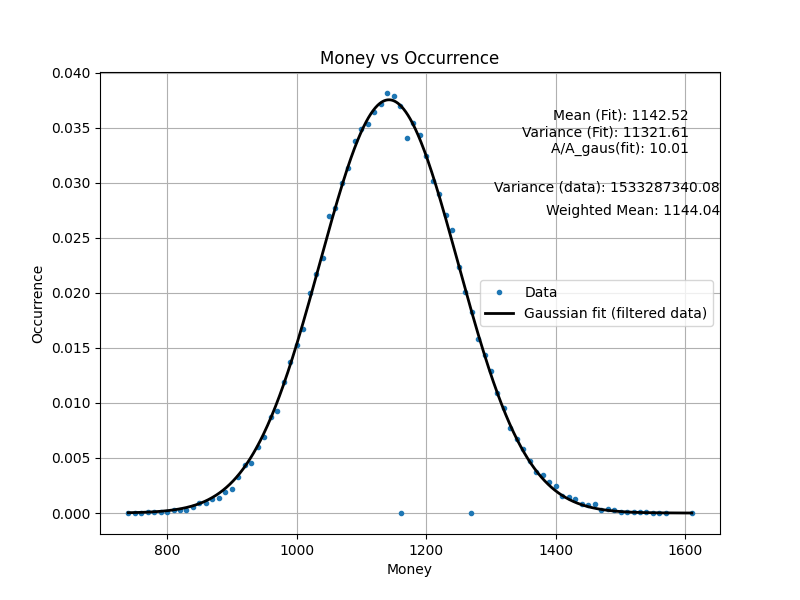 Money vs Occurrence
0.040
0.035
0.030
0.025
0.020
0.015
0.010
0.005
0.000
Occurrence
Mean (Fit): 1142.52
Variance (Fit): 11321.61
A/A_gaus(fit): 10.01
Variance (data): 1533287340.08
Weighted Mean: 1144.04
Data
Gaussian fit (filtered data)
800 1000 1200 1400 1600
Money